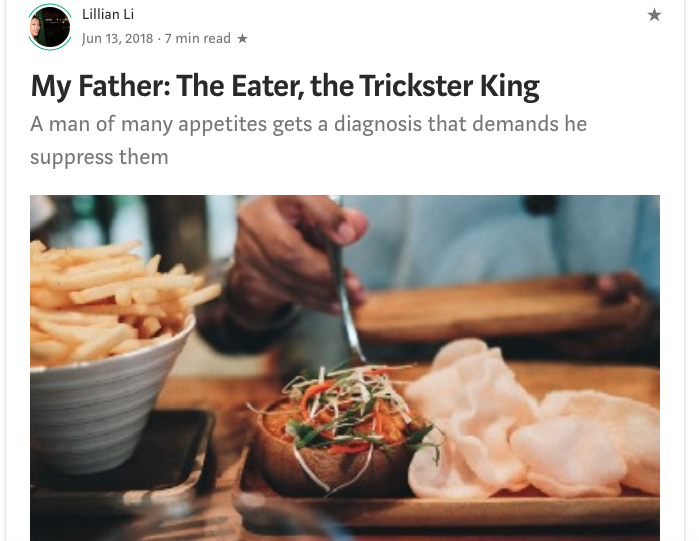 Lillian Li
Jun 13, 2018 · 7 min read ★
My Father: The Eater, the Trickster King
A man of many appetites gets a diagnosis that demands he
suppress them